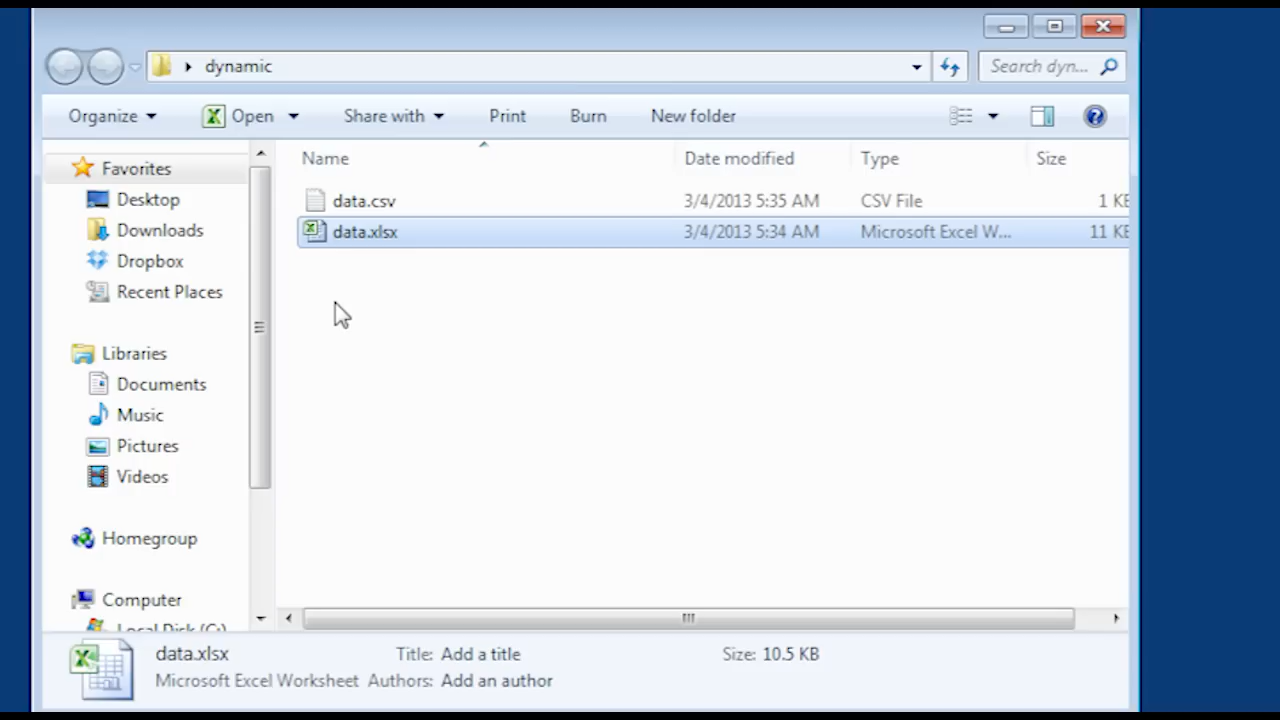 dynamic
Search dyn...
Organize
Open
Share with
Print
Burn
New folder
Name
Date modified
Type
Size
Favorites
Desktop
Downloads
Dropbox
Recent Places
Libraries
Documents
Music
Pictures
Videos
Homegroup
Computer
Local Disk (C:)
data.csv 3/4/2013 5:35 AM CSV File 1 KB
data.xlsx 3/4/2013 5:34 AM Microsoft Excel W... 11 KB
data.xlsx Title: Add a title Size: 10.5 KB
Microsoft Excel Worksheet Authors: Add an author